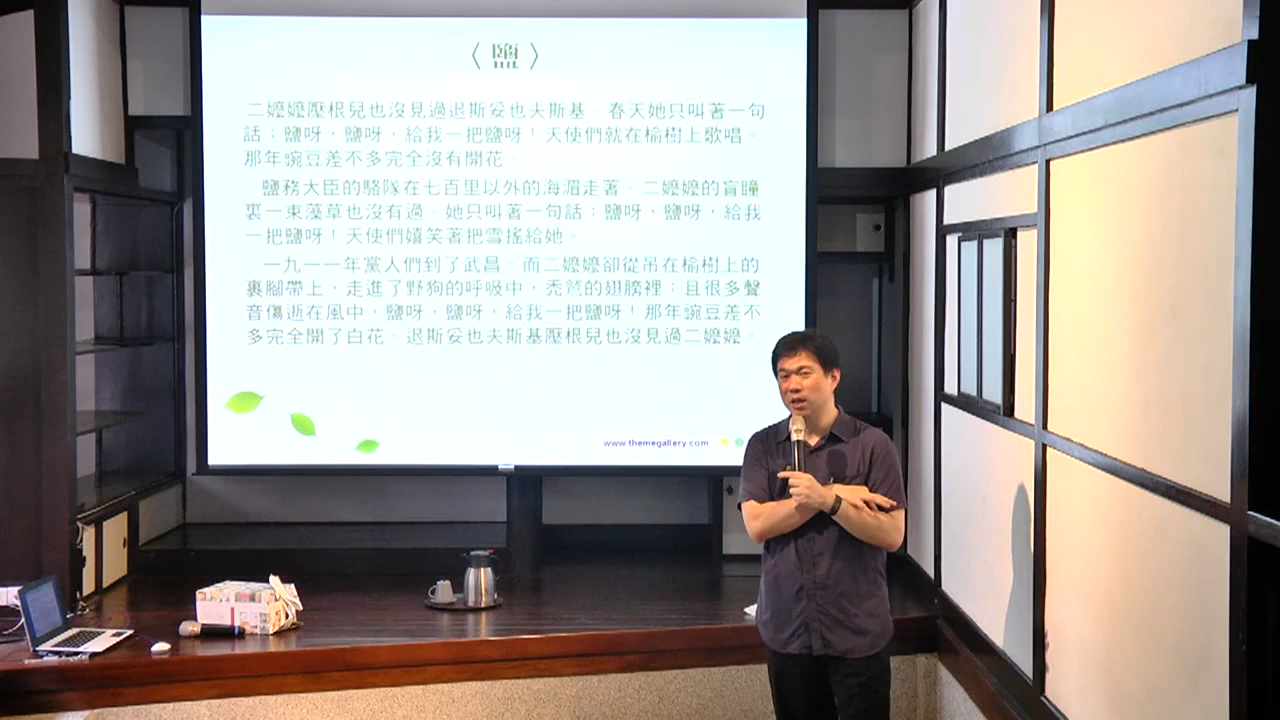 〈鹽〉
二嬤嬤壓根兒也沒見過退斯妥也夫斯基。春天她只叫著一句
話：鹽呀，鹽呀，給我一把鹽呀！天使們就在榆樹上歌唱。
那年豌豆差不多完全沒有開花。
鹽務大臣的駱隊在七百里以外的海湄走著。二嬤嬤的盲瞳
裏一束藻草也沒有過。她只叫著一句話：鹽呀，鹽呀，給我
一把鹽呀！天使們嬉笑著把雪搖給她。
一九一一年黨人們到了武昌。而二嬤嬤卻從吊在榆樹上的
裹腳帶上，走進了野狗的呼吸中，禿鷲的翅膀裡；且很多聲
音傷逝在風中，鹽呀，鹽呀，給我一把鹽呀！那年豌豆差不
多完全開了白花。退斯妥也夫斯基壓根兒也沒見過二嬤嬤。
www.themegallery.com